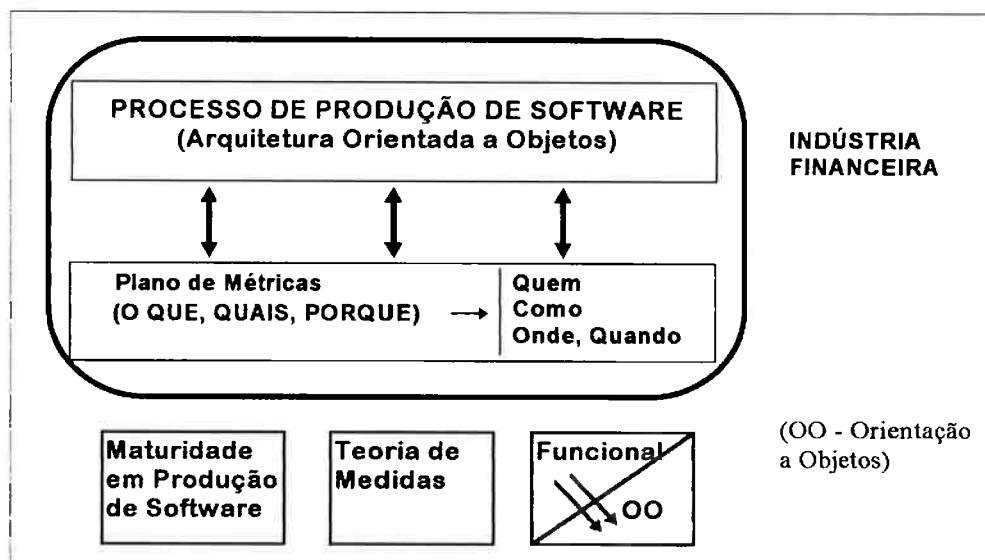 PROCESSO DE PRODUÇÃO DE SOFTWARE
(Arquitetura Orientada a Objetos)
INDÚSTRIA
FINANCEIRA
Plano de Métricas
(O QUE, QUAIS, PORQUE)
Quem
Como
Onde, Quando
Maturidade
em Produção
de Software
Teoria de
Medidas
Funcional
OO
(OO - Orientação
a Objetos)